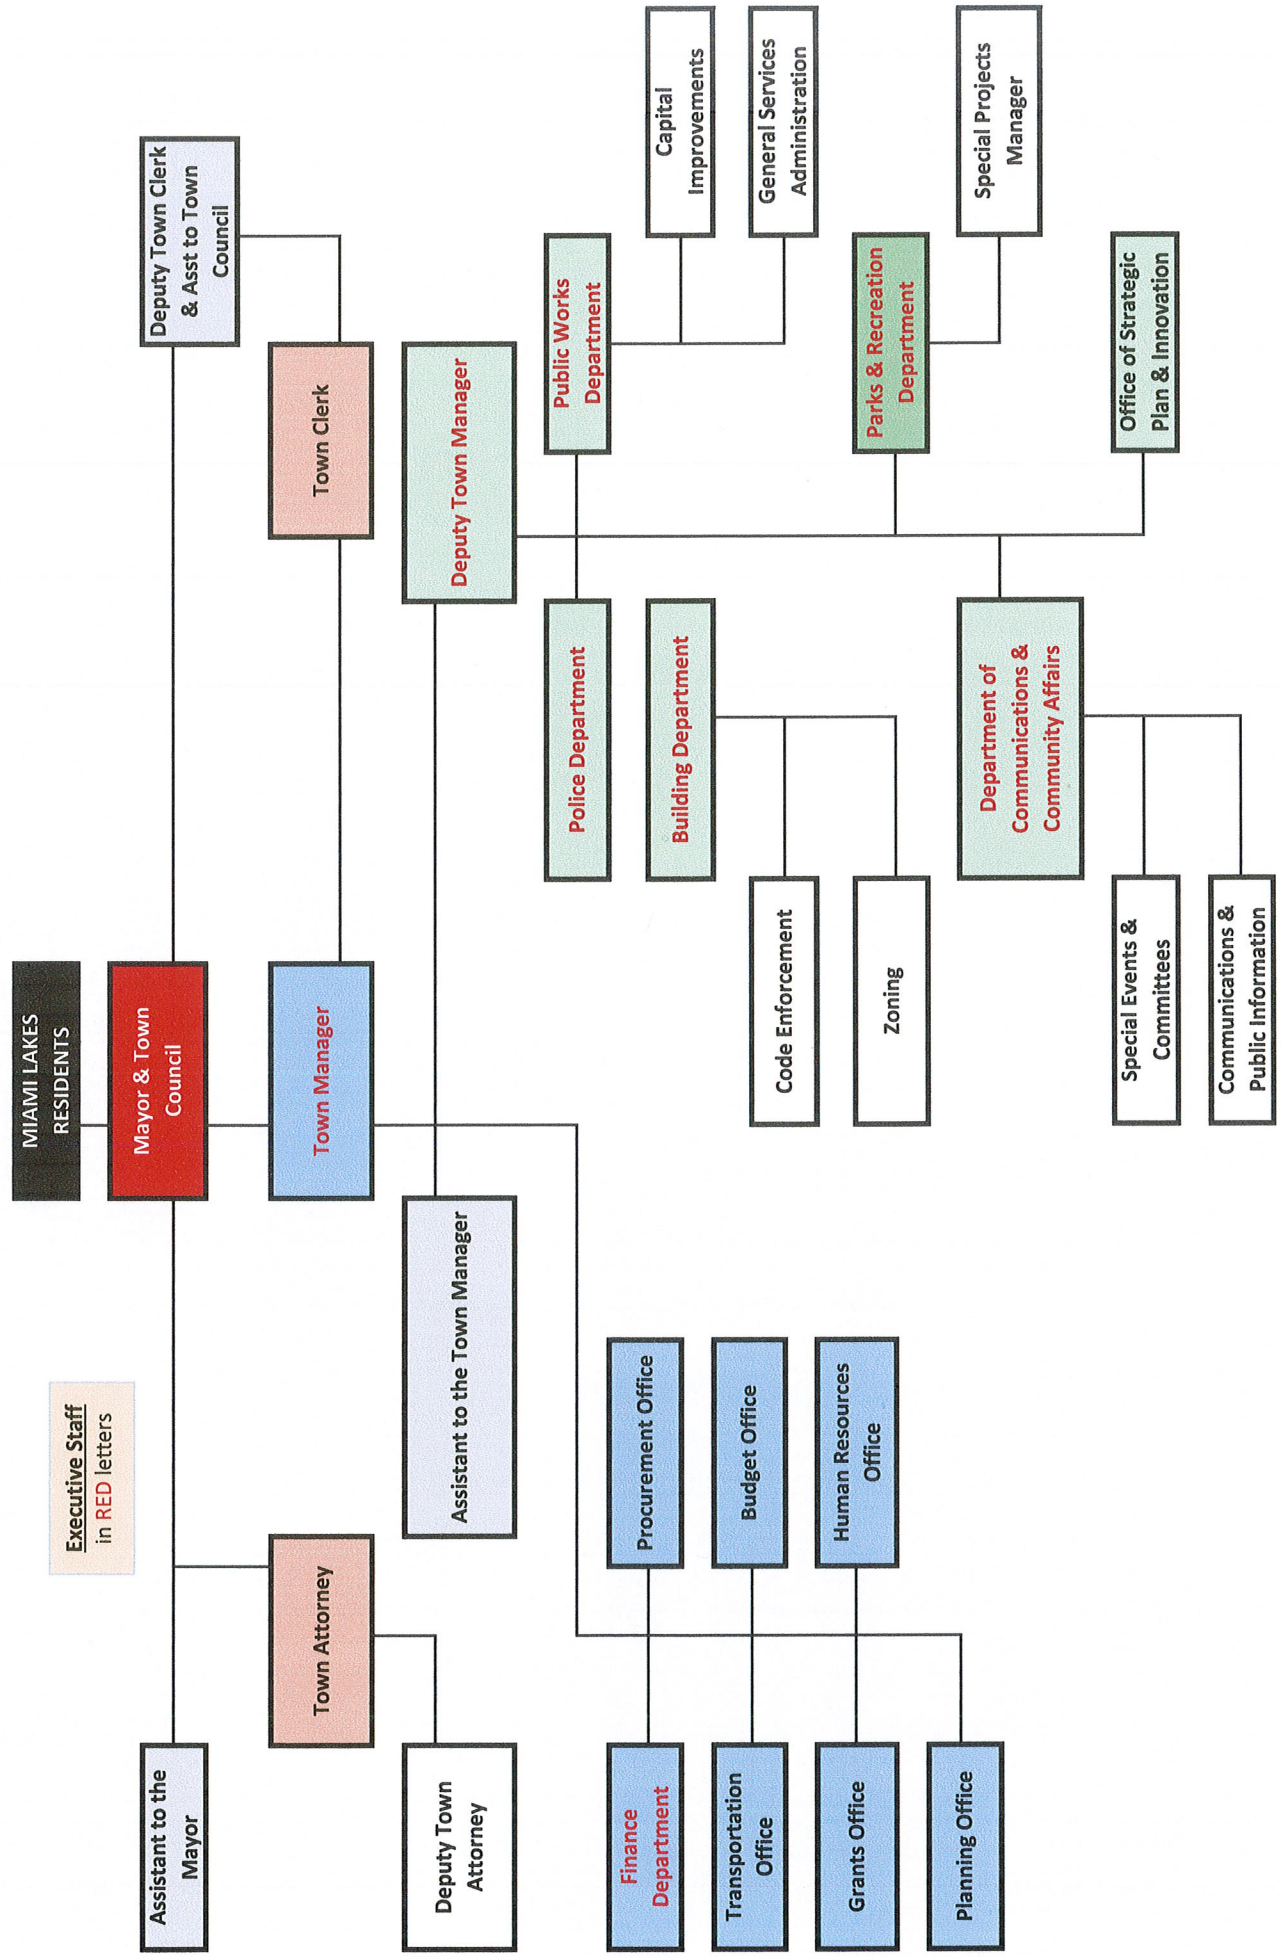 MIAMI LAKES
RESIDENTS
Executive Staff
in RED letters
Mayor & Town
Council
Assistant to the
Mayor
Deputy Town Clerk
& Asst to Town
Council
Town Attorney
Town Manager
Town Clerk
Deputy Town
Attorney
Assistant to the Town Manager
Deputy Town Manager
Finance
Department
Procurement Office
Transportation
Office
Budget Office
Grants Office
Human Resources
Office
Planning Office
Police Department
Public Works
Department
Building Department
Capital
Improvements
Code Enforcement
General Services
Administration
Zoning
Parks & Recreation
Department
Department of
Communications &
Community Affairs
Special Projects
Manager
Special Events &
Committees
Office of Strategic
Plan & Innovation
Communications &
Public Information